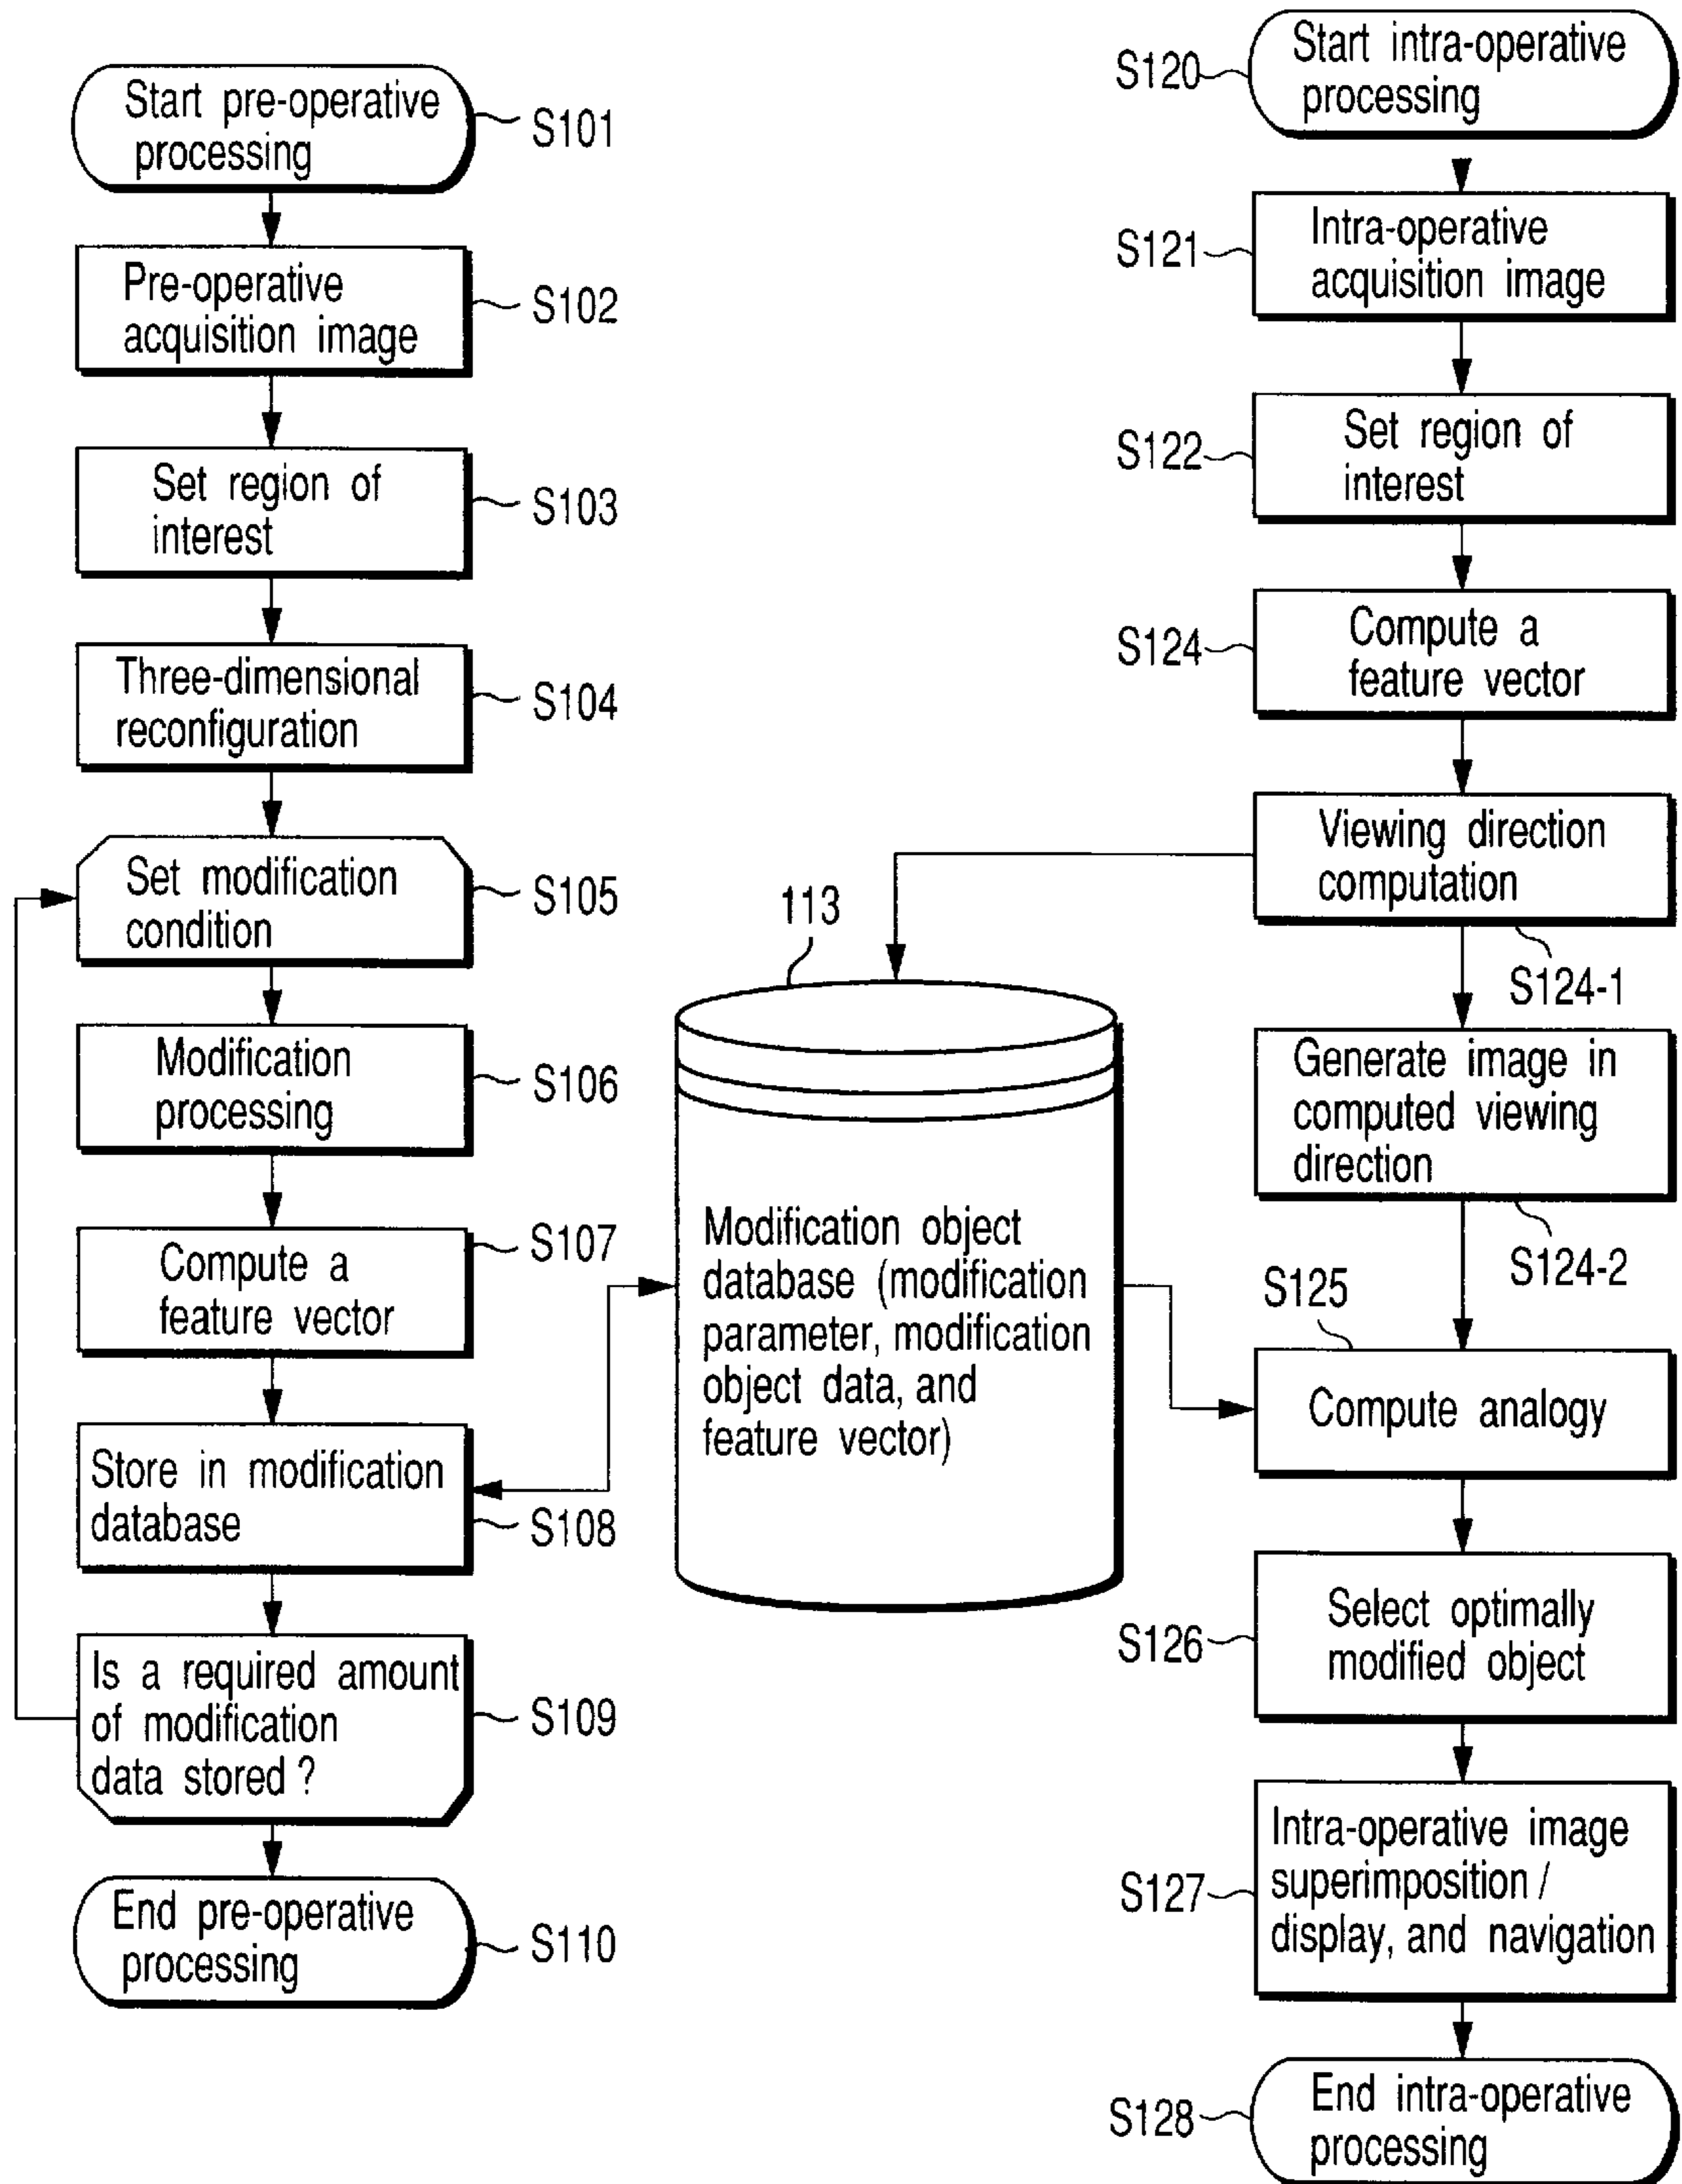 Start pre-operative
processing
S101
Pre-operative
acquisition image
S102
Set region of
interest
S103
Three-dimensional
reconfiguration
S104
Set modification
condition
S105
Modification
processing
S106
Compute a
feature vector
S107
Store in modification
database
S108
Is a required amount
of modification
data stored ?
S109
End pre-operative
processing
S110
113
Modification object
database (modification
parameter, modification
object data, and
feature vector)
S120
Start intra-operative
processing
S121
Intra-operative
acquisition image
S122
Set region of
interest
S124
Compute a
feature vector
Viewing direction
computation
S124-1
Generate image in
computed viewing
direction
S124-2
S125
Compute analogy
S126
Select optimally
modified object
S127
Intra-operative image
superimposition /
display, and navigation
S128
End intra-operative
processing